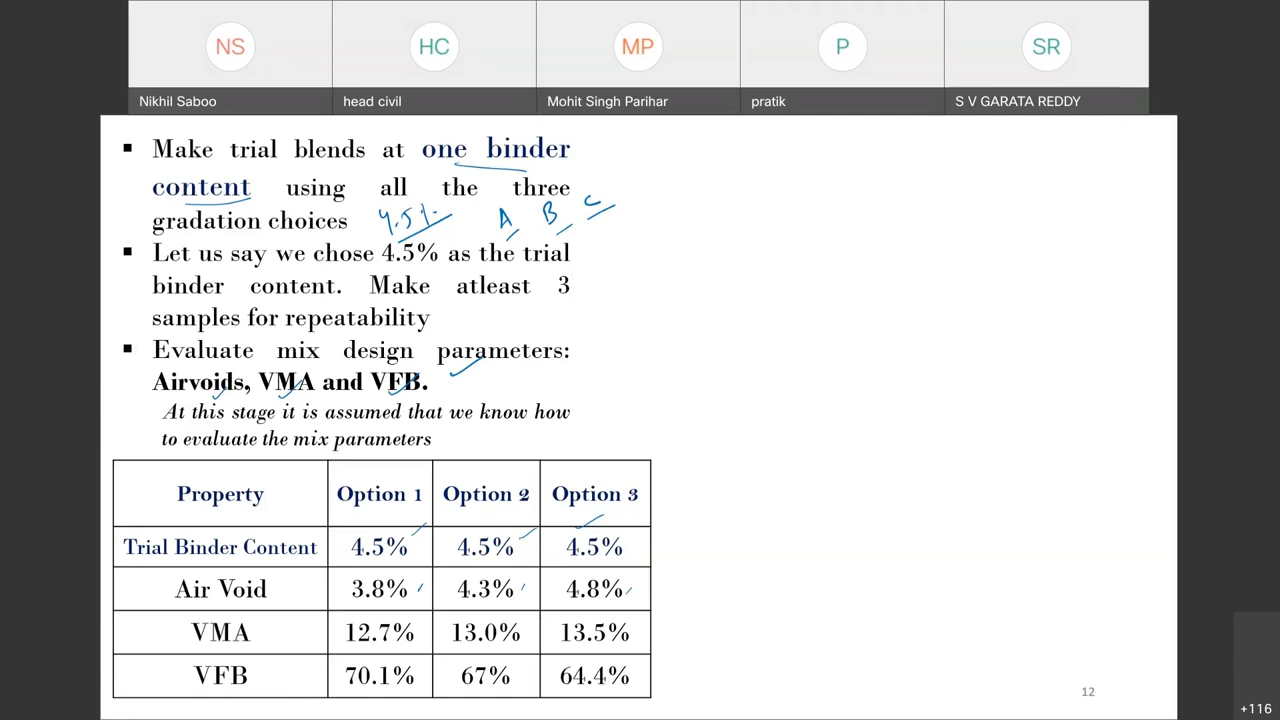 NS
HC
MP
P
SR
Nikhil Saboo
head civil
Mohit Singh Parihar
pratik
S V GARATA REDDY
▪ Make trial blends at one binder
content using all the three
gradation choices 4.5% A B C
▪ Let us say we chose 4.5% as the trial
binder content. Make atleast 3
samples for repeatability
▪ Evaluate mix design parameters:
Airvoids, VMA and VFB.
At this stage it is assumed that we know how
to evaluate the mix parameters
Property Option 1 Option 2 Option 3
Trial Binder Content 4.5% 4.5% 4.5%
Air Void 3.8% 4.3% 4.8%
VMA 12.7% 13.0% 13.5%
VFB 70.1% 67% 64.4%
12
+116